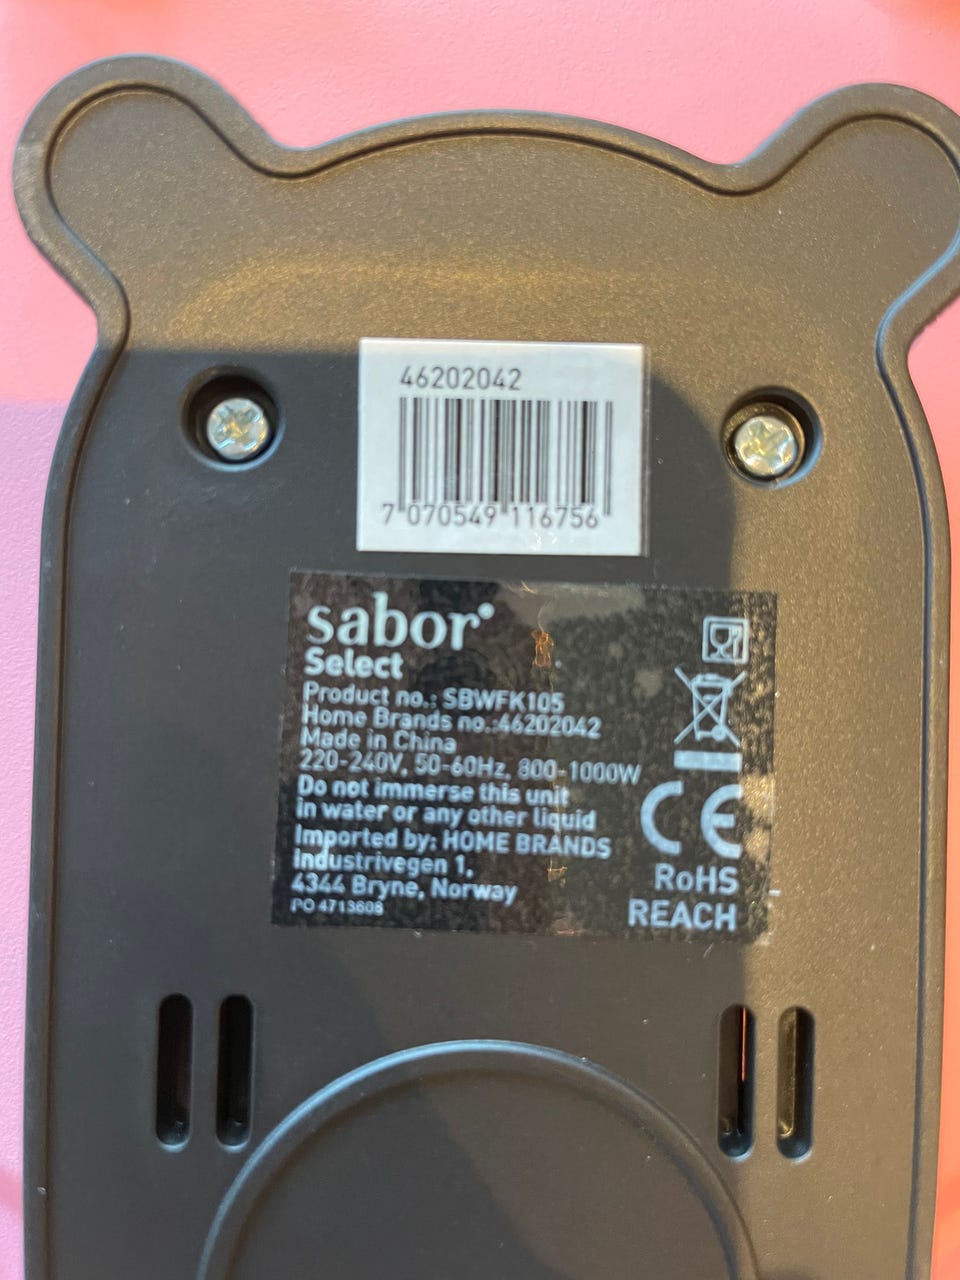 46202042
7 070549 116756
sabor
Select
Product no.: SBWFK105
Home Brands no.:46202042
Made in China
220-240V, 50-60Hz, 800-1000W
Do not immerse this unit
in water or any other liquid
Imported by: HOME BRANDS
Industrivegen 1,
4344 Bryne, Norway
PO 4713608
CE
RoHS
REACH